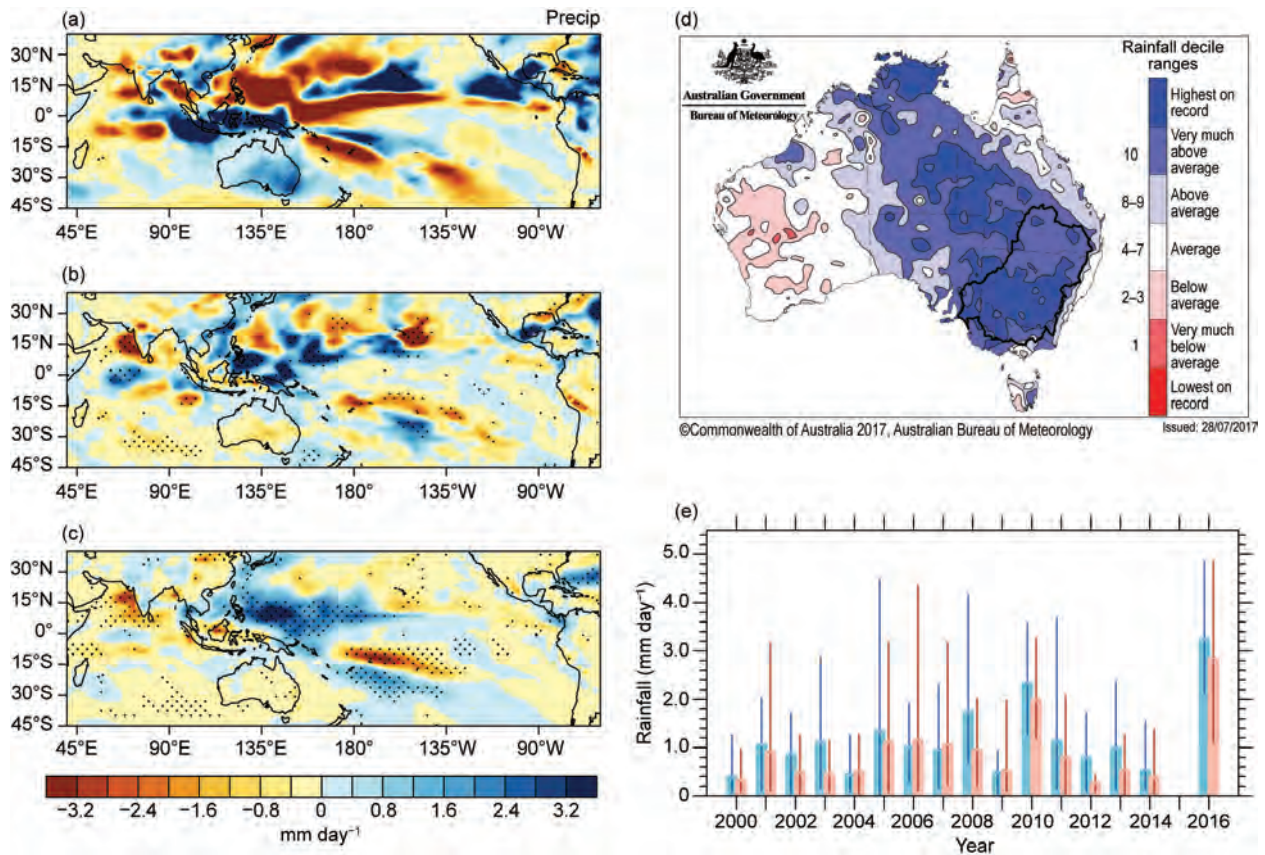 (a)
Precip
30°N
15°N
0°
15°S
30°S
45°S
45°E 90°E 135°E 180° 135°W 90°W
(b)
30°N
15°N
0°
15°S
30°S
45°S
45°E 90°E 135°E 180° 135°W 90°W
(c)
30°N
15°N
0°
15°S
30°S
45°S
45°E 90°E 135°E 180° 135°W 90°W
−3.2 −2.4 −1.6 −0.8 0 0.8 1.6 2.4 3.2
mm day⁻¹
(d)
Australian Government
Bureau of Meteorology
Rainfall decile
ranges
Highest on
record
10
Very much
above
average
8–9
Above
average
4–7
Average
2–3
Below
average
1
Very much
below
average
Lowest on
record
©Commonwealth of Australia 2017, Australian Bureau of Meteorology
Issued: 28/07/2017
(e)
Rainfall (mm day⁻¹)
5.0
4.0
3.0
2.0
1.0
0
2000 2002 2004 2006 2008 2010 2012 2014 2016
Year